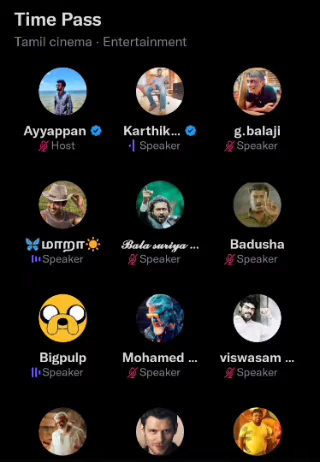 Time Pass
Tamil cinema · Entertainment
Ayyappan Karthik... g.balaji
Host Speaker Speaker
🦋மாறா☀️ 𝓑𝓪𝓵𝓪 𝓼𝓾𝓻𝓲𝔂𝓪 ... Badusha
Speaker Speaker Speaker
Bigpulp Mohamed ... viswasam ...
Speaker Speaker Speaker